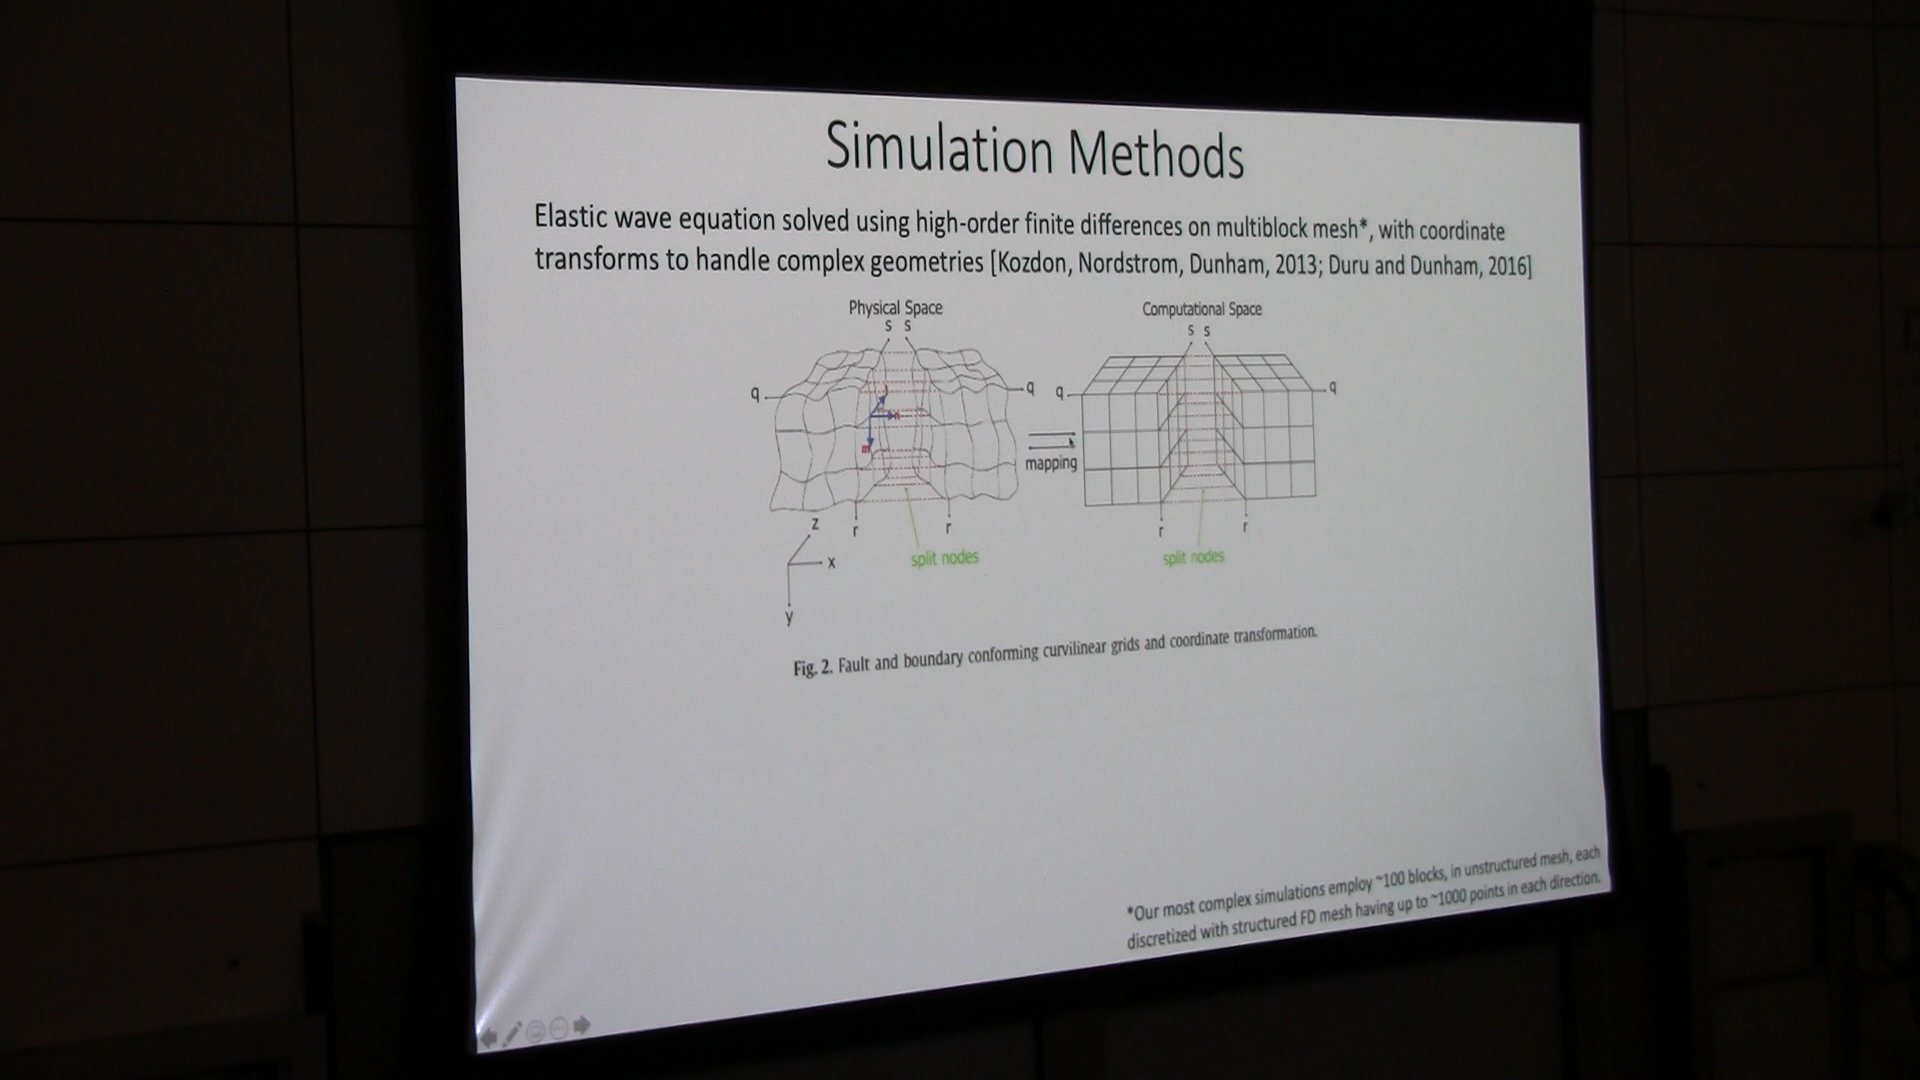 Simulation Methods
Elastic wave equation solved using high-order finite differences on multiblock mesh*, with coordinate
transforms to handle complex geometries [Kozdon, Nordstrom, Dunham, 2013; Duru and Dunham, 2016]
Physical Space
Computational Space
s s
s s
q
q
q
q
n
m
mapping
r
r
r
r
z
x
y
split nodes
split nodes
Fig. 2. Fault and boundary conforming curvilinear grids and coordinate transformation.
*Our most complex simulations employ ~100 blocks, in unstructured mesh, each
discretized with structured FD mesh having up to ~1000 points in each direction.